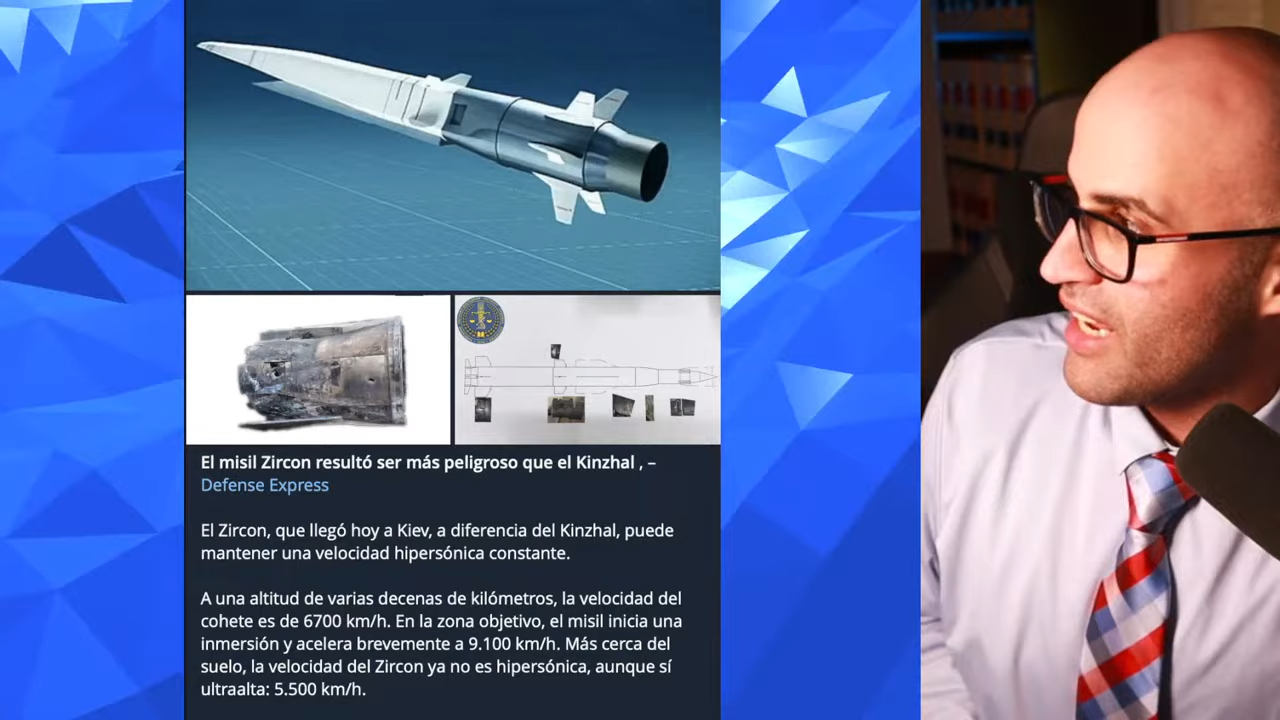 El misil Zircon resultó ser más peligroso que el Kinzhal , –
Defense Express
El Zircon, que llegó hoy a Kiev, a diferencia del Kinzhal, puede
mantener una velocidad hipersónica constante.
A una altitud de varias decenas de kilómetros, la velocidad del
cohete es de 6700 km/h. En la zona objetivo, el misil inicia una
inmersión y acelera brevemente a 9.100 km/h. Más cerca del
suelo, la velocidad del Zircon ya no es hipersónica, aunque sí
ultraalta: 5.500 km/h.